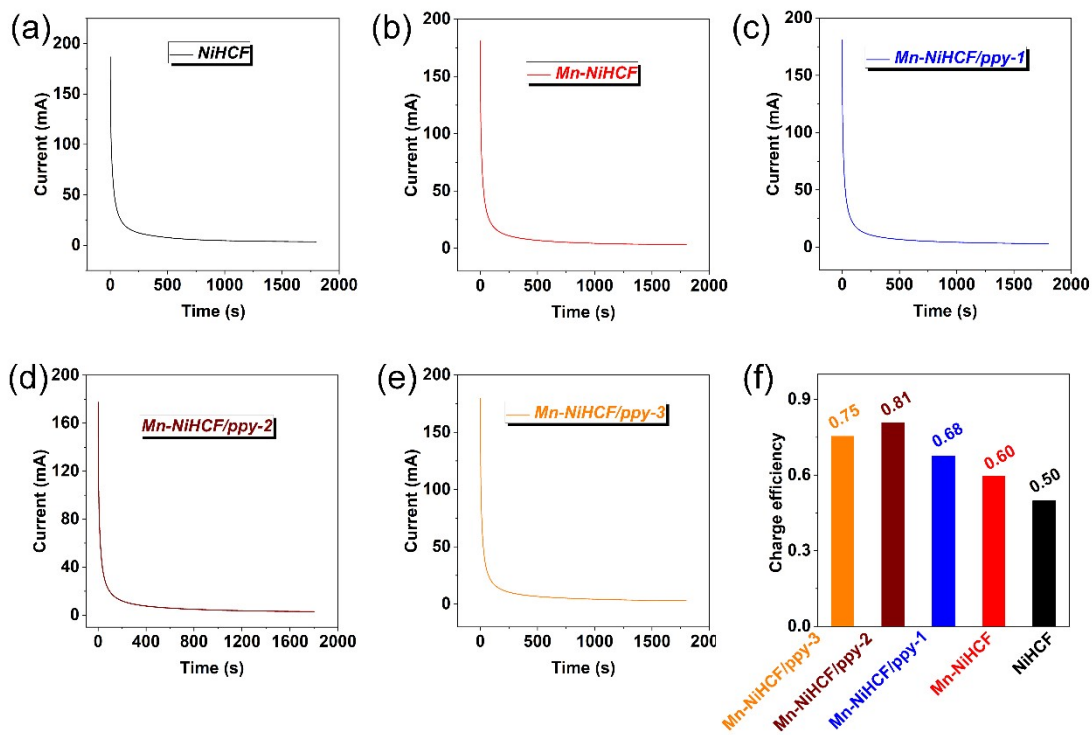 (a)
200
150
100
50
0
Current (mA)
NiHCF
0 500 1000 1500 2000
Time (s)
(b)
200
150
100
50
0
Current (mA)
Mn-NiHCF
0 500 1000 1500 2000
Time (s)
(c)
200
150
100
50
0
Current (mA)
Mn-NiHCF/ppy-1
0 500 1000 1500 2000
Time (s)
(d)
200
160
120
80
40
0
Current (mA)
Mn-NiHCF/ppy-2
0 400 800 1200 1600 2000
Time (s)
(e)
200
150
100
50
0
Current (mA)
Mn-NiHCF/ppy-3
0 500 1000 1500 2000
Time (s)
(f)
0.9
0.6
0.3
0.0
Charge efficiency
0.75
0.81
0.68
0.60
0.50
Mn-NiHCF/ppy-3
Mn-NiHCF/ppy-2
Mn-NiHCF/ppy-1
Mn-NiHCF
NiHCF